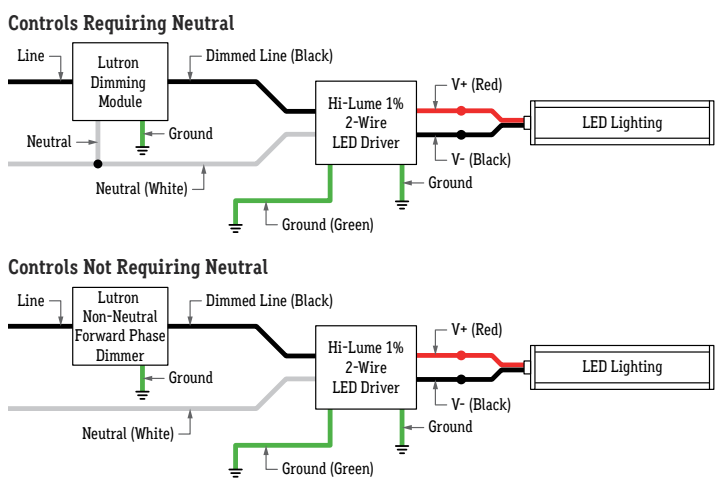 Controls Requiring Neutral
Line
Lutron
Dimming
Module
Dimmed Line (Black)
Ground
Neutral
Neutral (White)
Hi-Lume 1%
2-Wire
LED Driver
V+ (Red)
V- (Black)
LED Lighting
Ground
Ground (Green)
Controls Not Requiring Neutral
Line
Lutron
Non-Neutral
Forward Phase
Dimmer
Dimmed Line (Black)
Ground
Neutral (White)
Hi-Lume 1%
2-Wire
LED Driver
V+ (Red)
V- (Black)
LED Lighting
Ground
Ground (Green)